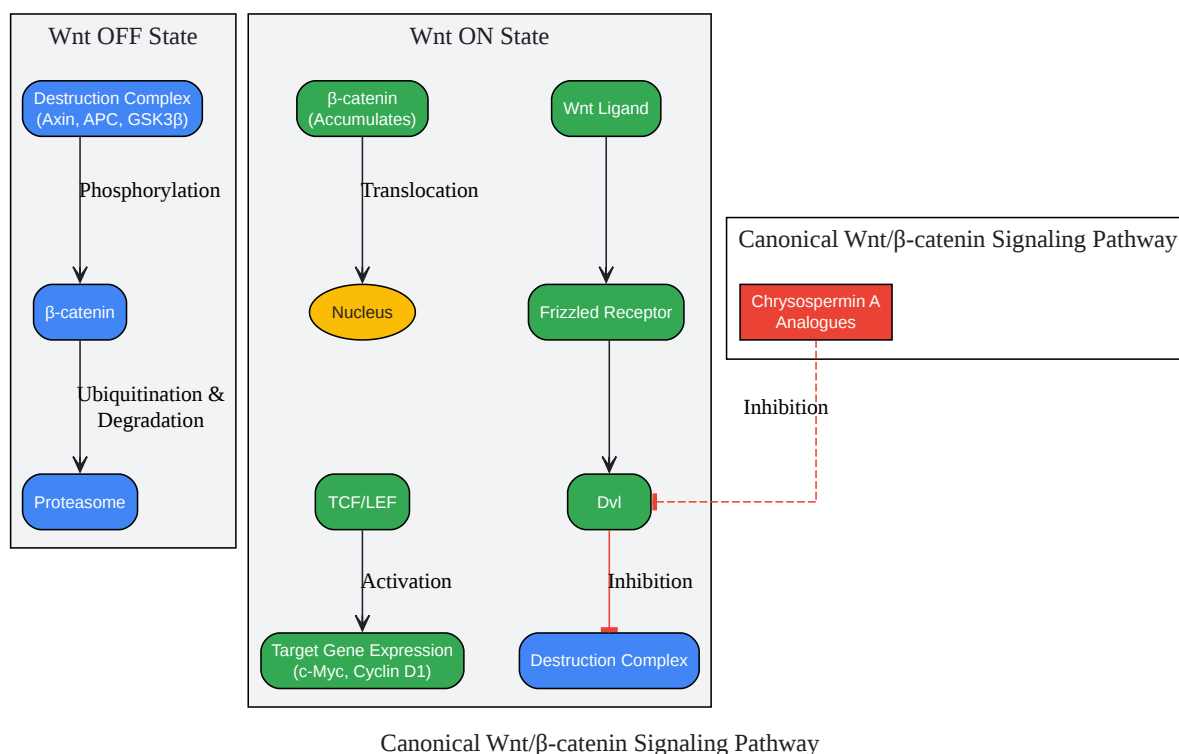 Wnt OFF State
Destruction Complex
(Axin, APC, GSK3β)
Phosphorylation
β-catenin
Ubiquitination &
Degradation
Proteasome
Wnt ON State
β-catenin
(Accumulates)
Translocation
Nucleus
TCF/LEF
Activation
Target Gene Expression
(c-Myc, Cyclin D1)
Wnt Ligand
Frizzled Receptor
Dvl
Inhibition
Destruction Complex
Canonical Wnt/β-catenin Signaling Pathway
Chrysospermin A
Analogues
Inhibition
Canonical Wnt/β-catenin Signaling Pathway